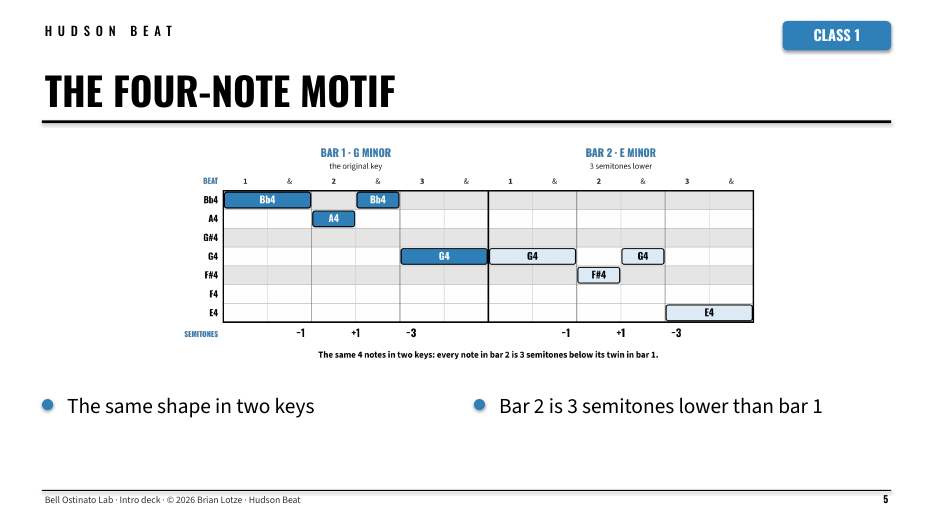 HUDSON BEAT
CLASS 1
THE FOUR-NOTE MOTIF
BAR 1 · G MINOR
the original key
BAR 2 · E MINOR
3 semitones lower
BEAT 1 & 2 & 3 & 1 & 2 & 3 &
Bb4 Bb4 Bb4
A4 A4
G#4
G4 G4 G4 G4
F#4 F#4
F4
E4 E4
SEMITONES −1 +1 −3 −1 +1 −3
The same 4 notes in two keys: every note in bar 2 is 3 semitones below its twin in bar 1.
The same shape in two keys
Bar 2 is 3 semitones lower than bar 1
Bell Ostinato Lab · Intro deck · © 2026 Brian Lotze · Hudson Beat
5